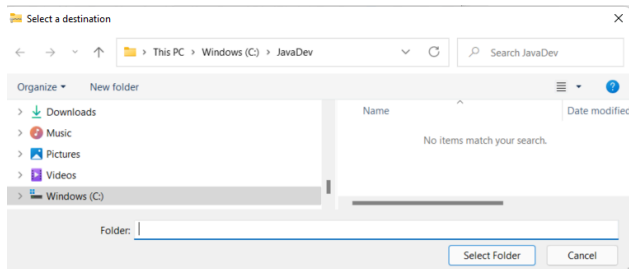 Select a destination
This PC > Windows (C:) > JavaDev
Search JavaDev
Organize
New folder
Downloads
Music
Pictures
Videos
Windows (C:)
Name
Date modified
No items match your search.
Folder:
Select Folder
Cancel